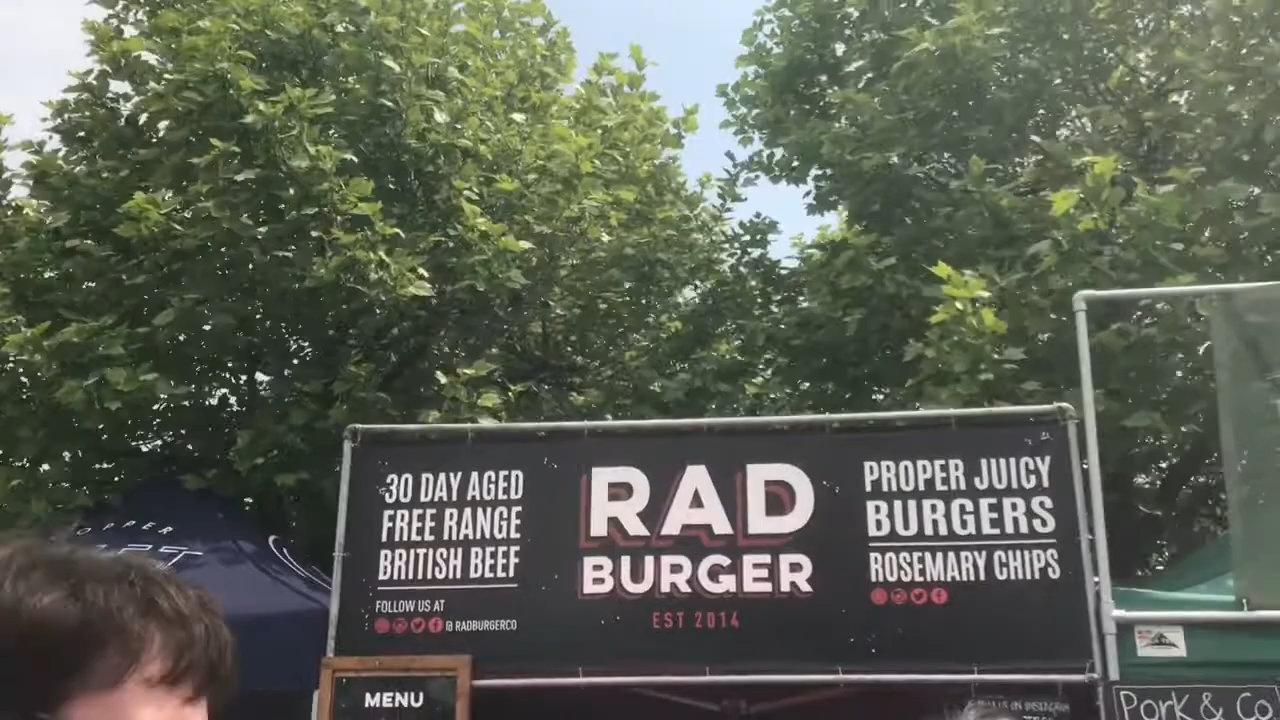 30 DAY AGED
FREE RANGE
BRITISH BEEF
FOLLOW US AT
@RADBURGERCO
RAD
BURGER
EST 2014
PROPER JUICY
BURGERS
ROSEMARY CHIPS
MENU
Pork & Co